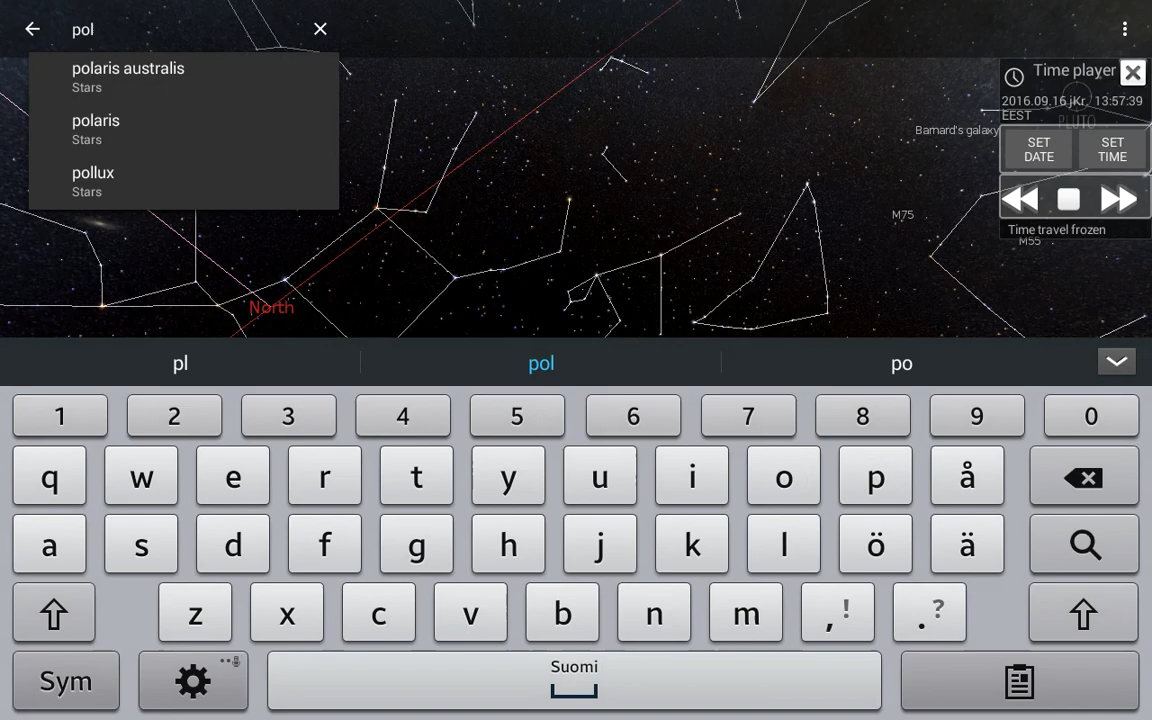 pol
polaris australis
Stars
polaris
Stars
pollux
Stars
Time player
2016.09.16 jKr. 13:57:39
EEST
PLUTO
Barnard's galaxy
SET DATE
SET TIME
M75
Time travel frozen
M55
North
pl pol po
1 2 3 4 5 6 7 8 9 0
q w e r t y u i o p å
a s d f g h j k l ö ä
z x c v b n m , ! . ?
Sym
Suomi